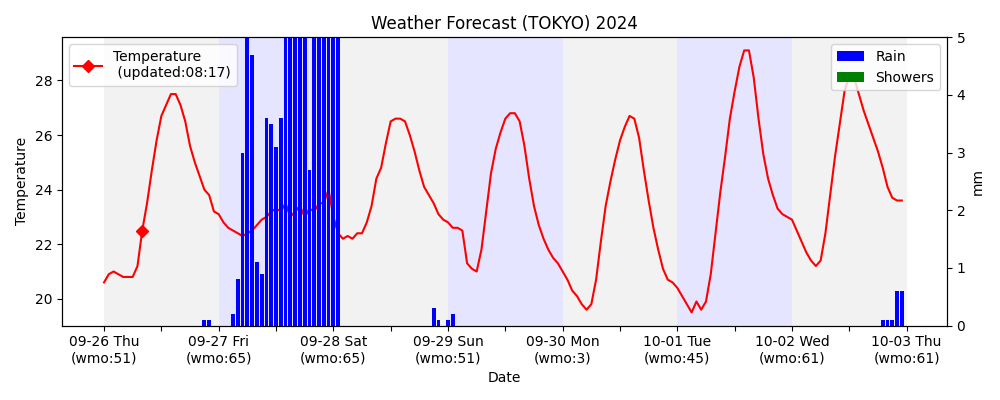 Weather Forecast (TOKYO) 2024
Temperature
(updated:08:17)
Rain
Showers
Temperature
28
26
24
22
20
5
4
3
2
1
0
mm
09-26 Thu
(wmo:51)
09-27 Fri
(wmo:65)
09-28 Sat
(wmo:65)
09-29 Sun
(wmo:51)
09-30 Mon
(wmo:3)
10-01 Tue
(wmo:45)
10-02 Wed
(wmo:61)
10-03 Thu
(wmo:61)
Date